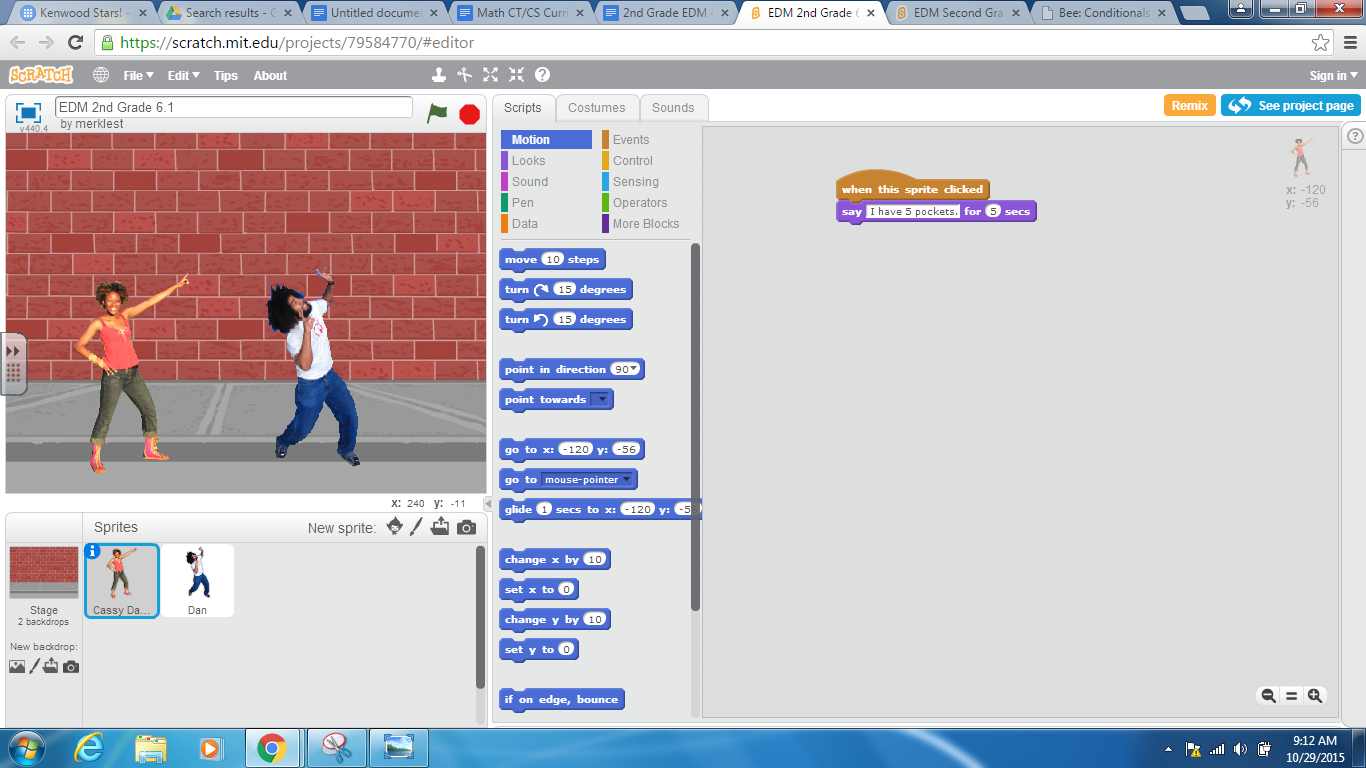 Kenwood Stars! -
Search results - G
Untitled documen
Math CT/CS Curr
2nd Grade EDM 4
EDM 2nd Grade 6
EDM Second Gra
Bee: Conditionals
https://scratch.mit.edu/projects/79584770/#editor
SCRATCH
File
Edit
Tips
About
Sign in
EDM 2nd Grade 6.1
by merklest
v440.4
Scripts
Costumes
Sounds
Remix
See project page
Motion
Events
Looks
Control
Sound
Sensing
Pen
Operators
Data
More Blocks
move 10 steps
turn 15 degrees
turn 15 degrees
point in direction 90
point towards
go to x: -120 y: -56
go to mouse-pointer
glide 1 secs to x: -120 y: -56
change x by 10
set x to 0
change y by 10
set y to 0
if on edge, bounce
when this sprite clicked
say I have 5 pockets. for 5 secs
x: -120
y: -56
x: 240 y: -11
Sprites
New sprite:
Stage
2 backdrops
New backdrop:
Cassy Da...
Dan
9:12 AM
10/29/2015